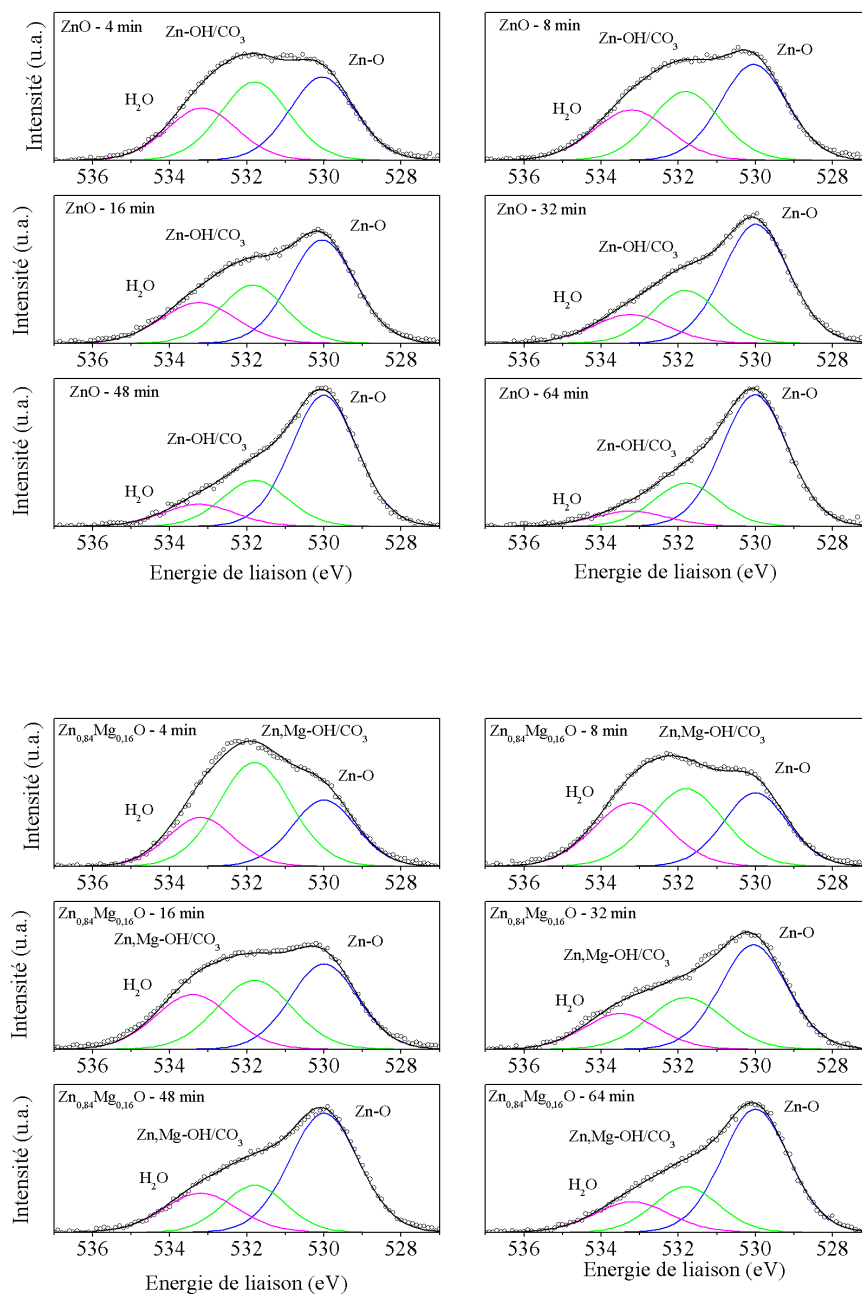 ZnO - 4 min
Zn-OH/CO3
Zn-O
H2O
Intensité (u.a.)
536 534 532 530 528
ZnO - 8 min
Zn-OH/CO3
Zn-O
H2O
536 534 532 530 528
ZnO - 16 min
Zn-OH/CO3
Zn-O
H2O
Intensité (u.a.)
536 534 532 530 528
ZnO - 32 min
Zn-OH/CO3
Zn-O
H2O
536 534 532 530 528
ZnO - 48 min
Zn-OH/CO3
Zn-O
H2O
Intensité (u.a.)
536 534 532 530 528
Energie de liaison (eV)
ZnO - 64 min
Zn-OH/CO3
Zn-O
H2O
536 534 532 530 528
Energie de liaison (eV)
Zn0,84Mg0,16O - 4 min
Zn,Mg-OH/CO3
Zn-O
H2O
Intensité (u.a.)
536 534 532 530 528
Zn0,84Mg0,16O - 8 min
Zn,Mg-OH/CO3
Zn-O
H2O
536 534 532 530 528
Zn0,84Mg0,16O - 16 min
Zn,Mg-OH/CO3
Zn-O
H2O
Intensité (u.a.)
536 534 532 530 528
Zn0,84Mg0,16O - 32 min
Zn,Mg-OH/CO3
Zn-O
H2O
536 534 532 530 528
Zn0,84Mg0,16O - 48 min
Zn,Mg-OH/CO3
Zn-O
H2O
Intensité (u.a.)
536 534 532 530 528
Energie de liaison (eV)
Zn0,84Mg0,16O - 64 min
Zn,Mg-OH/CO3
Zn-O
H2O
536 534 532 530 528
Energie de liaison (eV)